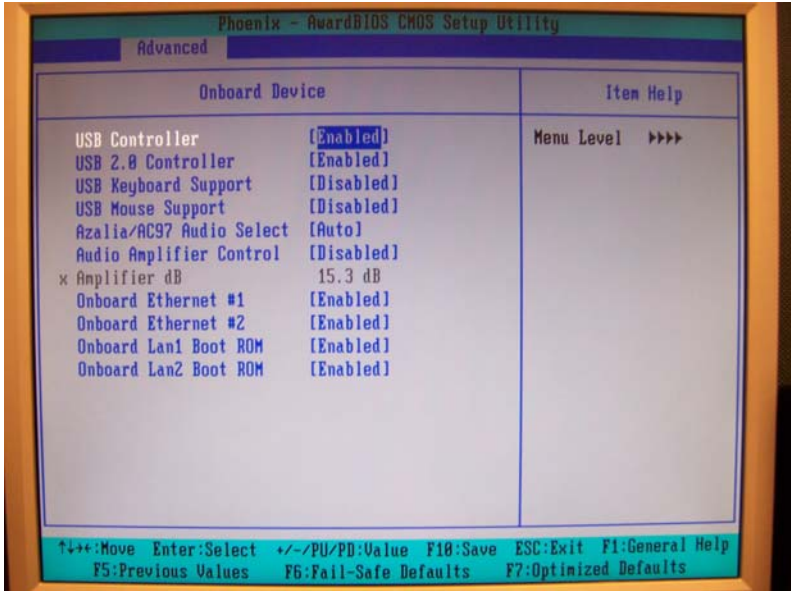 Phoenix - AwardBIOS CMOS Setup Utility
Advanced
Onboard Device
Item Help
USB Controller [Enabled]
Menu Level ▶▶▶▶
USB 2.0 Controller [Enabled]
USB Keyboard Support [Disabled]
USB Mouse Support [Disabled]
Azalia/AC97 Audio Select [Auto]
Audio Amplifier Control [Disabled]
x Amplifier dB 15.3 dB
Onboard Ethernet #1 [Enabled]
Onboard Ethernet #2 [Enabled]
Onboard Lan1 Boot ROM [Enabled]
Onboard Lan2 Boot ROM [Enabled]
↑↓→←:Move Enter:Select +/-/PU/PD:Value F10:Save ESC:Exit F1:General Help
F5:Previous Values F6:Fail-Safe Defaults F7:Optimized Defaults